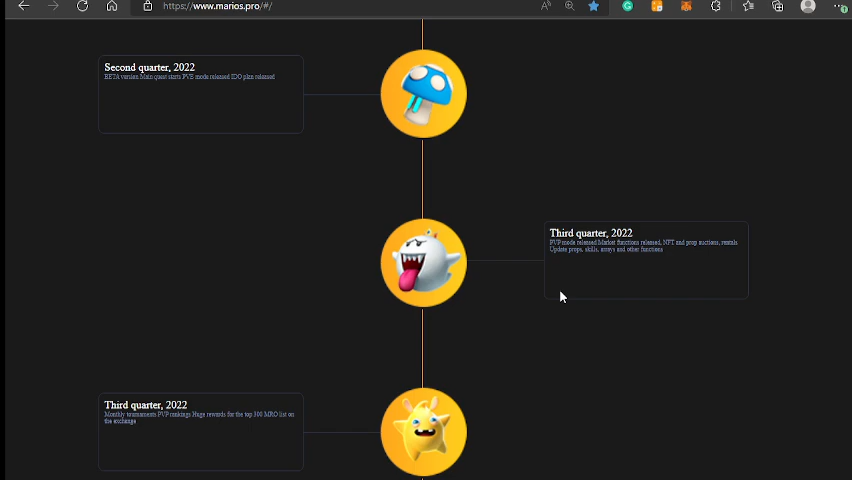 https://www.marios.pro/#/
Second quarter, 2022
BETA version Main quest starts PVE mode released IDO plan released
Third quarter, 2022
PVP mode released Market functions released, NFT and prop auctions, rentals
Update props, skills, arrays and other functions
Third quarter, 2022
Monthly tournaments PVP rankings Huge rewards for the top 300 MRO list on
the exchange